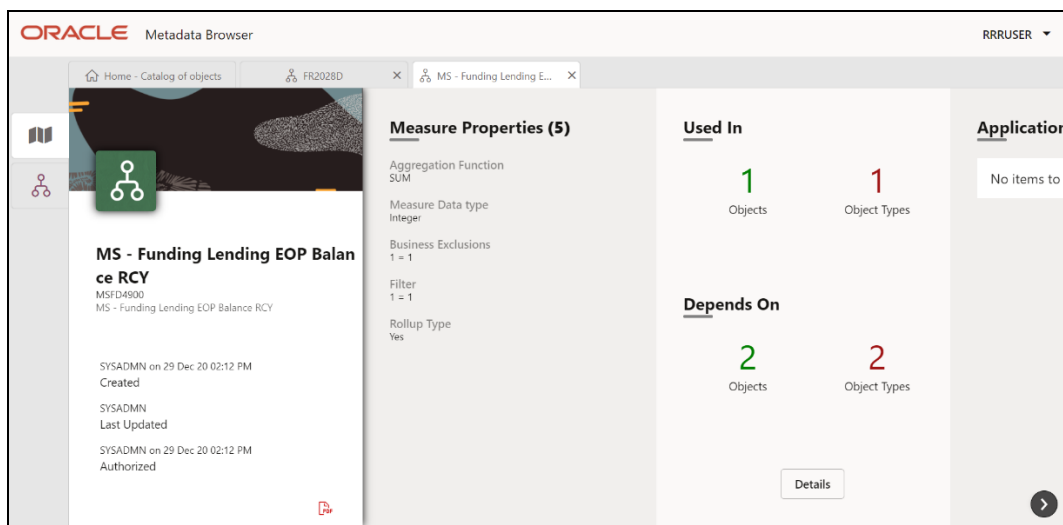 ORACLE Metadata Browser
RRRUSER
Home - Catalog of objects
FR2028D
MS - Funding Lending E...
MS - Funding Lending EOP Balan
ce RCY
MSFD4900
MS - Funding Lending EOP Balance RCY
SYSADMN on 29 Dec 20 02:12 PM
Created
SYSADMN
Last Updated
SYSADMN on 29 Dec 20 02:12 PM
Authorized
PDF
Measure Properties (5)
Aggregation Function
SUM
Measure Data type
Integer
Business Exclusions
1 = 1
Filter
1 = 1
Rollup Type
Yes
Used In
1
Objects
1
Object Types
Depends On
2
Objects
2
Object Types
Details
Application
No items to